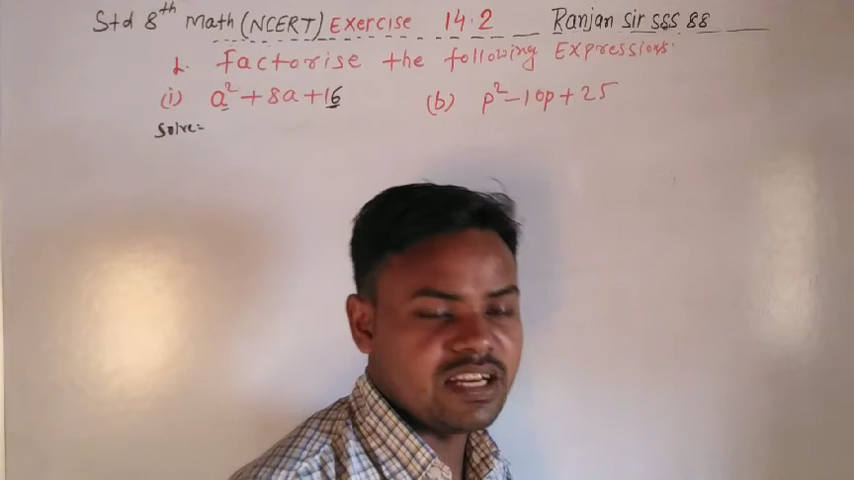 Std 8th Math (NCERT) Exercise 14.2 Ranjan Sir SSS 88
1. Factorise the following Expressions.
(i) a² + 8a + 16 (b) p² - 10p + 25
Solve:-